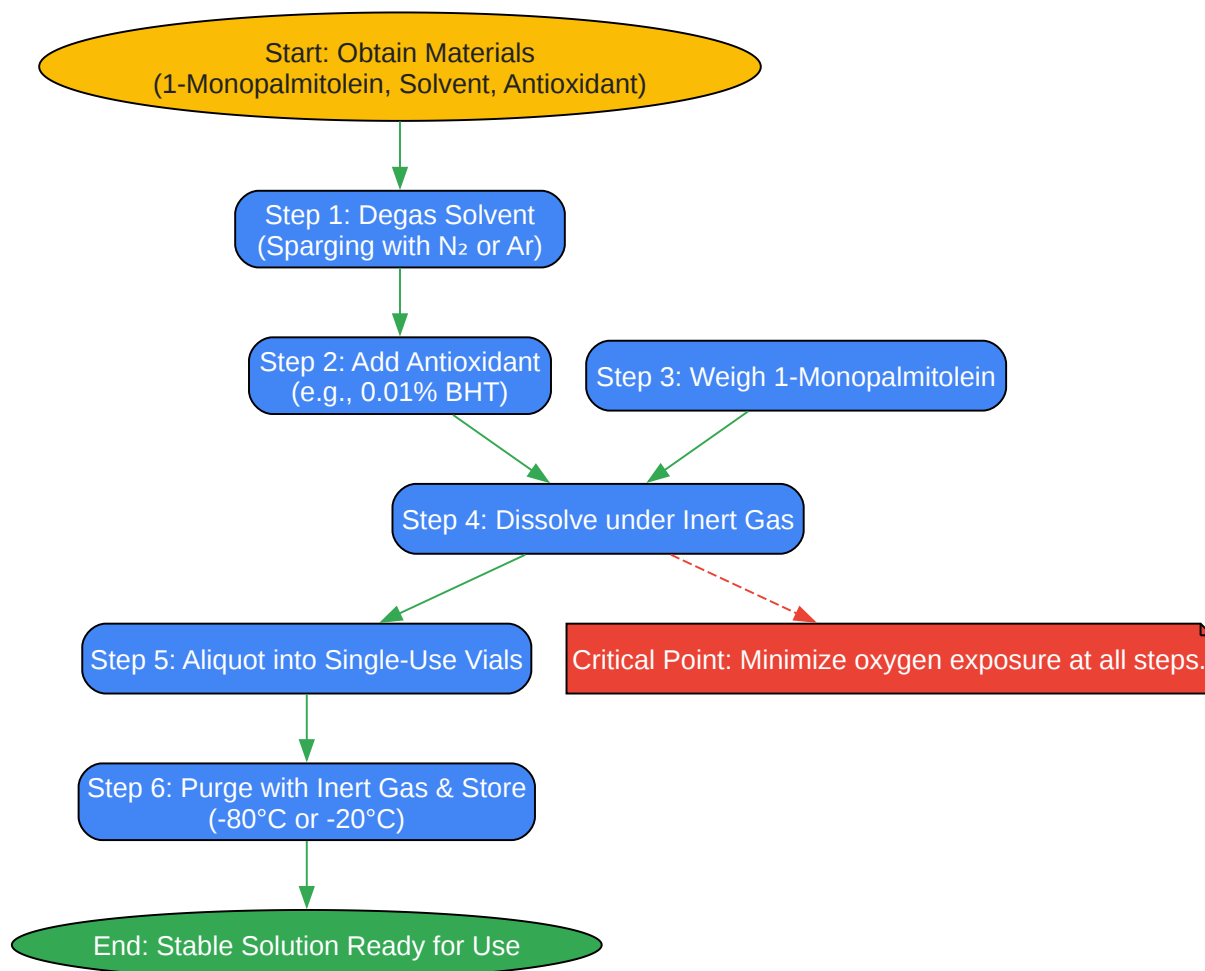 Start: Obtain Materials
(1-Monopalmitolein, Solvent, Antioxidant)
Step 1: Degas Solvent
(Sparging with N₂ or Ar)
Step 2: Add Antioxidant
(e.g., 0.01% BHT)
Step 3: Weigh 1-Monopalmitolein
Step 4: Dissolve under Inert Gas
Step 5: Aliquot into Single-Use Vials
Critical Point: Minimize oxygen exposure at all steps.
Step 6: Purge with Inert Gas & Store
(-80°C or -20°C)
End: Stable Solution Ready for Use